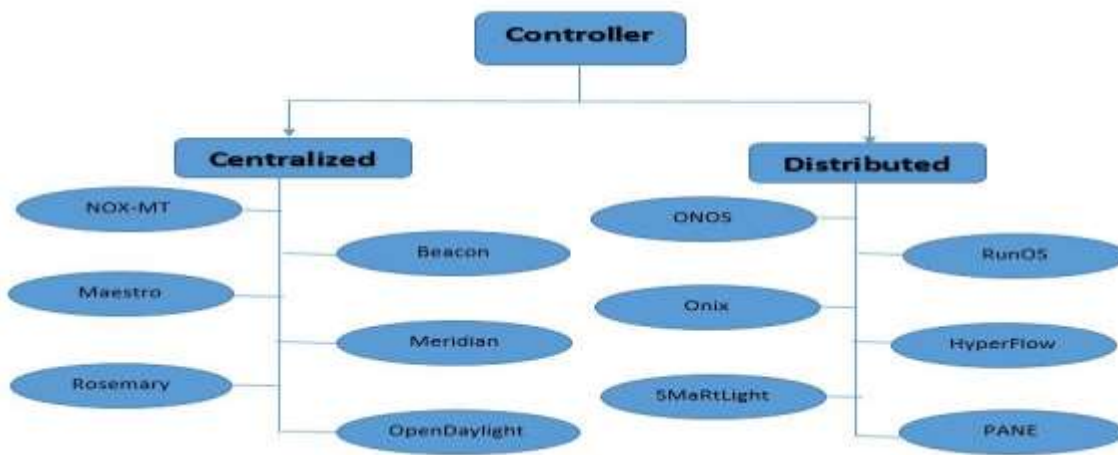 Controller
Centralized
Distributed
NOX-MT
ONOS
Beacon
RunOS
Maestro
Onix
Meridian
HyperFlow
Rosemary
SMaRtLight
OpenDaylight
PANE